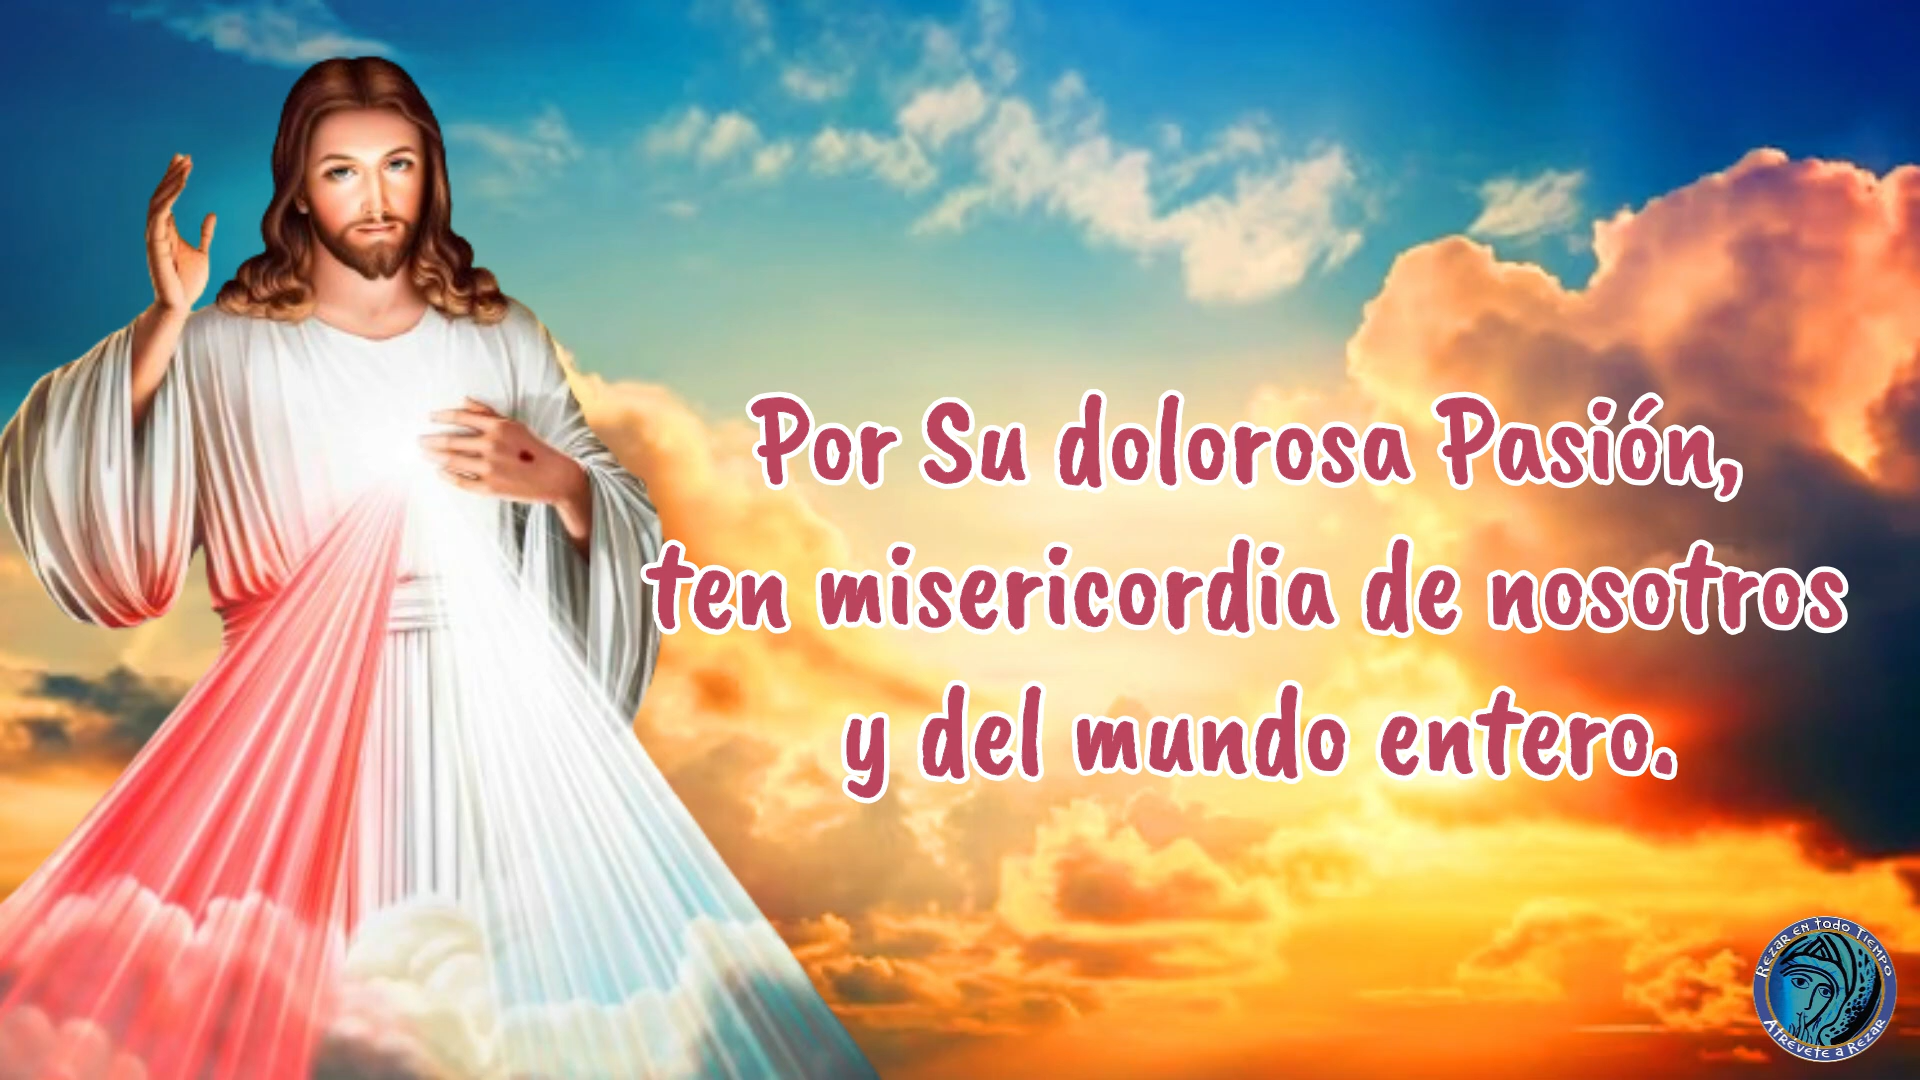 Por Su dolorosa Pasión,
ten misericordia de nosotros
y del mundo entero.
Rezar en Todo Tiempo
Atrévete a Rezar